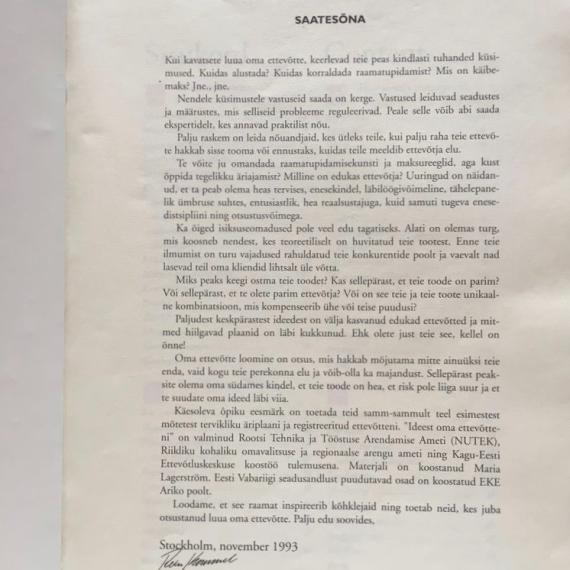 SAATESÕNA
Kui kavatsete luua oma ettevõtte, keerlevad teie peas kindlasti tuhanded küsi-
mused. Kuidas alustada? Kuidas korraldada raamatupidamist? Mis on käibe-
maks? Jne., jne.
Nendele küsimustele vastuseid saada on kerge. Vastused leiduvad seadustes
ja määrustes, mis selliseid probleeme reguleerivad. Peale selle võib abi saada
ekspertidelt, kes annavad praktilist nõu.
Palju raskem on leida nõuandjaid, kes ütleks teile, kui palju raha teie ettevõ-
te hakkab sisse tooma või ennustaks, kuidas teile meeldib ettevõtja elu.
Te võite ju omandada raamatupidamisekunsti ja maksureeglid, aga kust
õppida tegelikku äriajamist? Milline on edukas ettevõtja? Uuringud on näidan-
ud, et ta peab olema heas tervises, enesekindel, läbilöögivõimeline, tähelepane-
lik ümbruse suhtes, entusiastlik, hea reaalsustajuga, kuid samuti tugeva enese-
distsipliini ning otsustusvõimega.
Ka õiged isiksuseomadused pole veel edu tagatiseks. Alati on olemas turg,
mis koosneb nendest, kes teoreetiliselt on huvitatud teie tootest. Enne teie
ilmumist on turu vajadused rahuldatud teie konkurentide poolt ja vaevalt nad
lasevad teil oma kliendid lihtsalt üle võtta.
Miks peaks keegi ostma teie toodet? Kas sellepärast, et teie toode on parim?
Või sellepärast, et te olete parim ettevõtja? Või on see teie ja teie toote unikaal-
ne kombinatsioon, mis kompenseerib ühe või teise puudusi?
Paljudest keskpärastest ideedest on välja kasvanud edukad ettevõtted ja mit-
med hiilgavad plaanid on läbi kukkunud. Ehk olete just teie see, kellel on
õnne!
Oma ettevõtte loomine on otsus, mis hakkab mõjutama mitte ainuüksi teie
enda, vaid kogu teie perekonna elu ja võib-olla ka majandust. Sellepärast peak-
site olema oma südames kindel, et teie toode on hea, et risk pole liiga suur ja et
te suudate oma ideed läbi viia.
Käesoleva õpiku eesmärk on toetada teid samm-sammult teel esimestest
mõtetest tervikliku äriplaani ja registreeritud ettevõtteni. "Ideest oma ettevõtte-
ni" on valminud Rootsi Tehnika ja Tööstuse Arendamise Ameti (NUTEK),
Riikliku kohaliku omavalitsuse ja regionaalse arengu ameti ning Kagu-Eesti
Ettevõtluskeskuse koostöö tulemusena. Materjali on koostanud Maria
Lagerström. Eesti Vabariigi seadusandlust puudutavad osad on koostatud EKE
Ariko poolt.
Loodame, et see raamat inspireerib kõhklejaid ning toetab neid, kes juba
otsustanud luua oma ettevõtte. Palju edu soovides,
Stockholm, november 1993